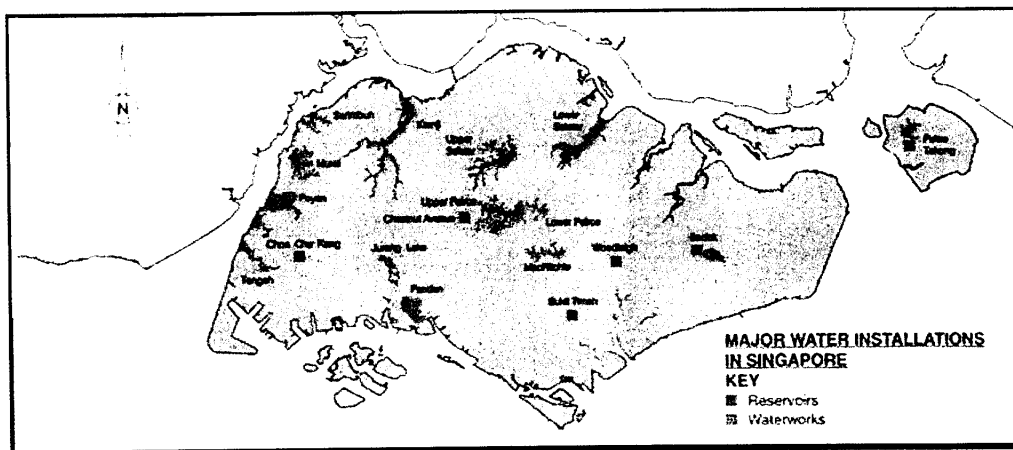 N
Sarimbun
Kranji
Lower
Seletar
Upper
Seletar
Murai
Pulau
Tekong
Poyan
Upper Peirce
Chestnut Avenue
Lower Peirce
Choa Chu Kang
Jurong Lake
Woodleigh
Bedok
MacRitchie
Tengeh
Pandan
Bukit Timah
MAJOR WATER INSTALLATIONS
IN SINGAPORE
KEY
Reservoirs
Waterworks